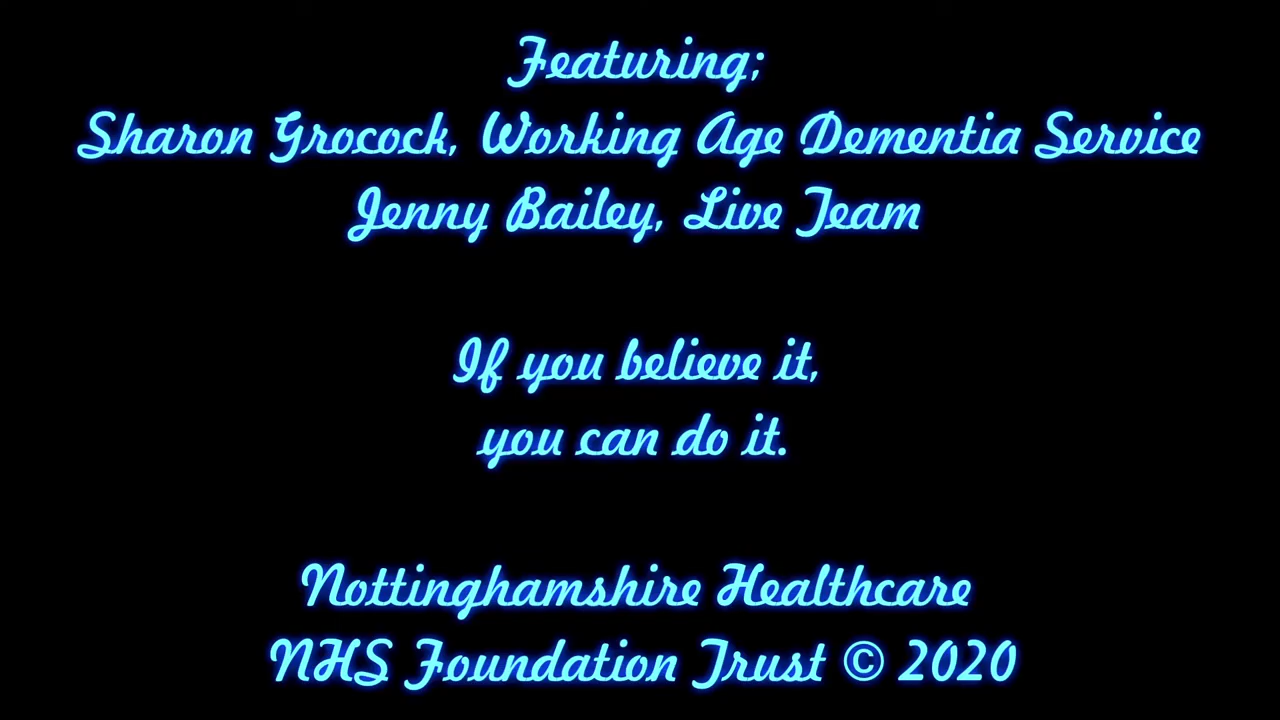 Featuring;
Sharon Grocock, Working Age Dementia Service
Jenny Bailey, Live Team
If you believe it,
you can do it.
Nottinghamshire Healthcare
NHS Foundation Trust © 2020